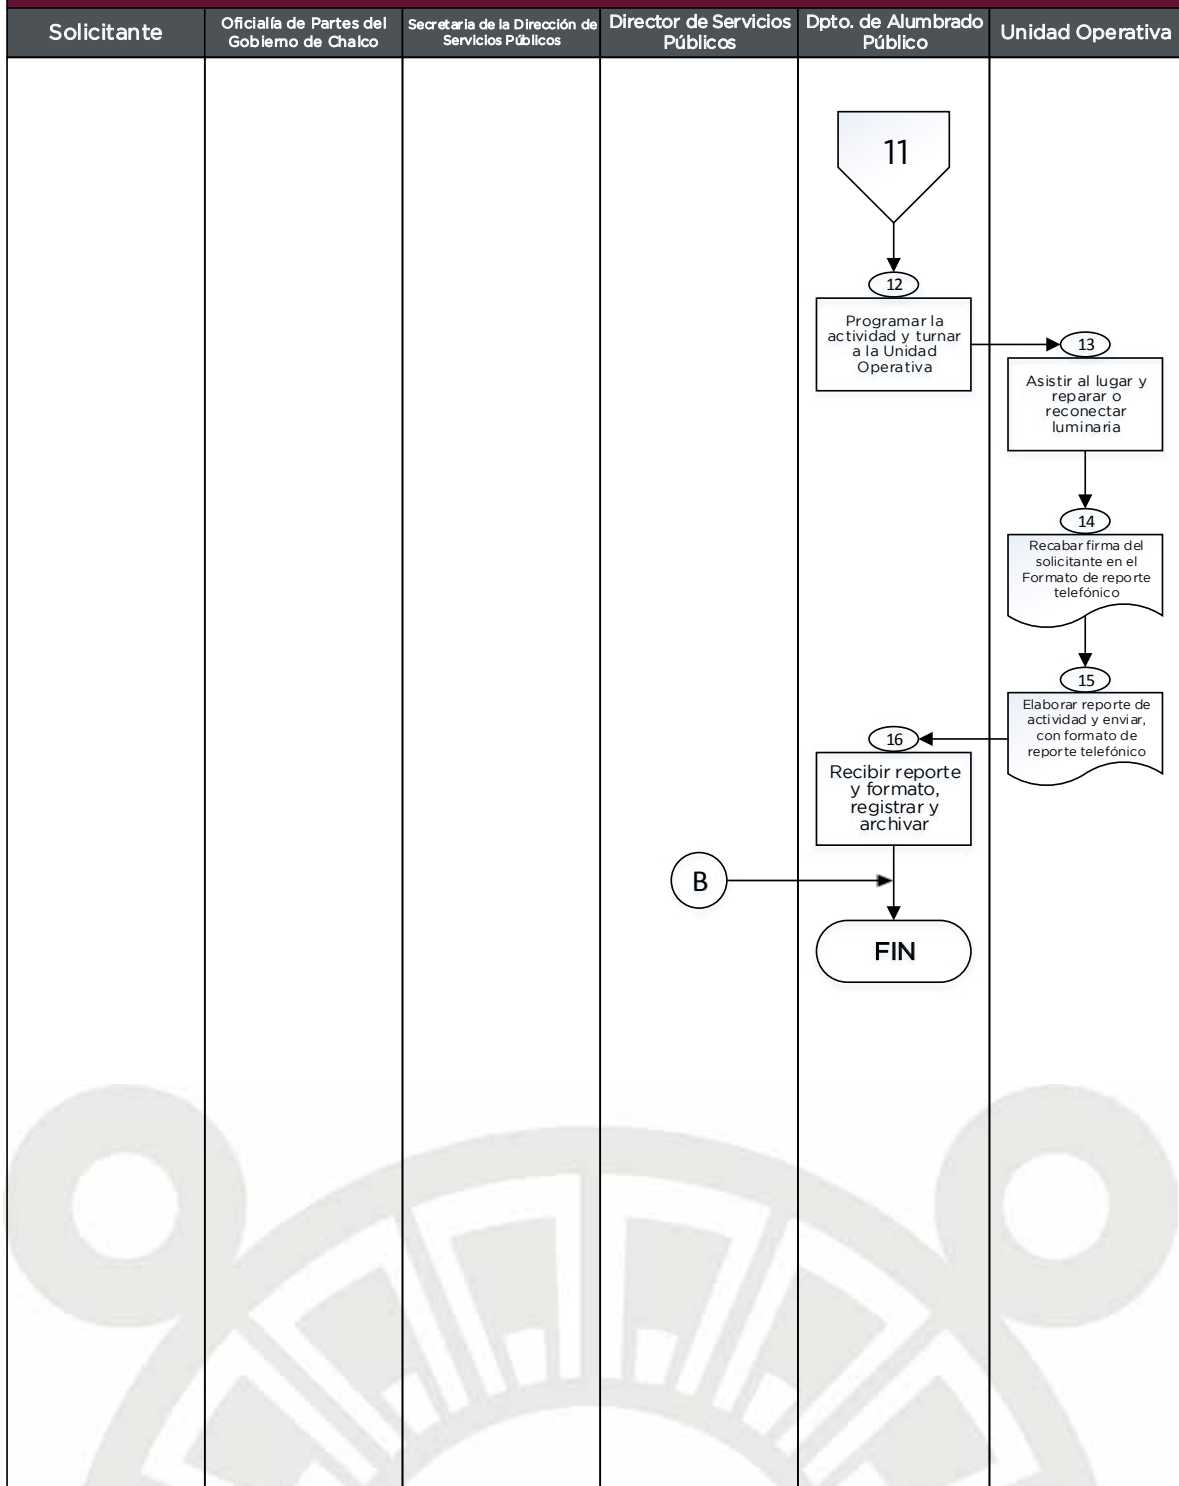 Solicitante
Oficialía de Partes del
Gobierno de Chalco
Secretaria de la Dirección de
Servicios Públicos
Director de Servicios
Públicos
Dpto. de Alumbrado
Público
Unidad Operativa
11
12
Programar la
actividad y turnar
a la Unidad
Operativa
13
Asistir al lugar y
reparar o
reconectar
luminaria
14
Recabar firma del
solicitante en el
Formato de reporte
telefónico
15
Elaborar reporte de
actividad y enviar,
con formato de
reporte telefónico
16
Recibir reporte
y formato,
registrar y
archivar
B
FIN